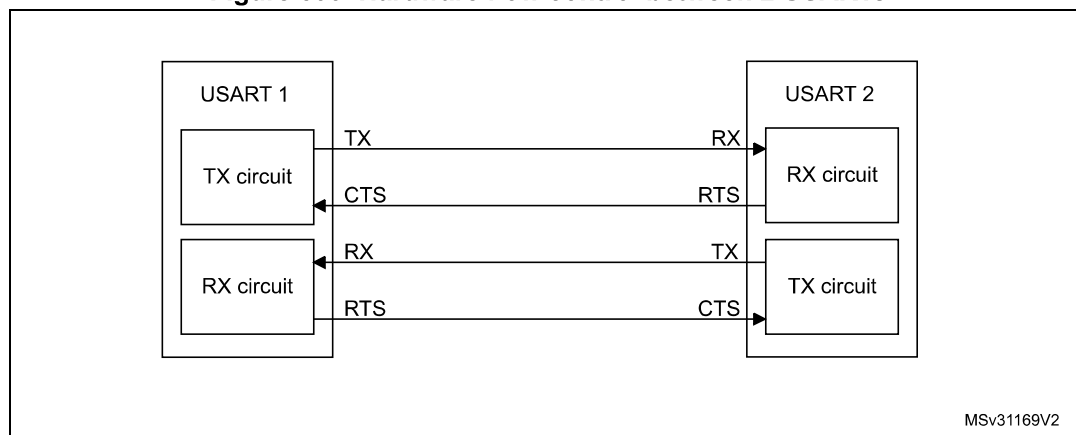 USART 1
USART 2
TX
RX
TX circuit
RX circuit
CTS
RTS
RX
TX
RX circuit
TX circuit
RTS
CTS
MSv31169V2